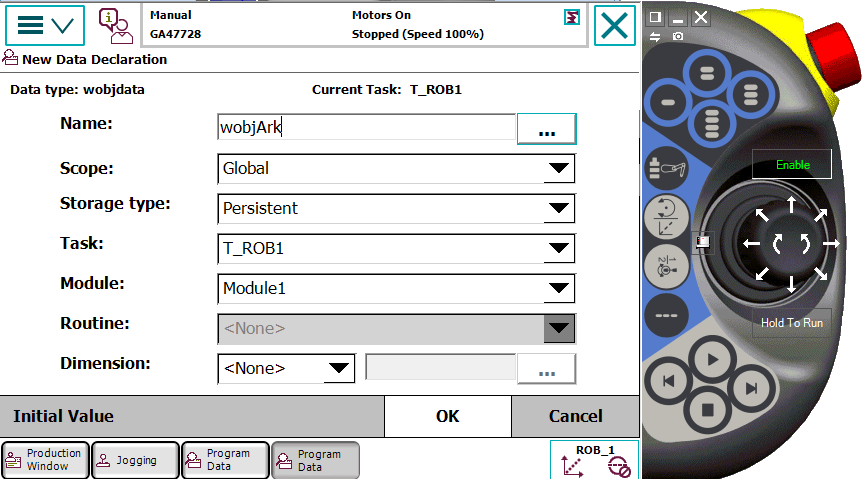 Manual
Motors On
GA47728
Stopped (Speed 100%)
New Data Declaration
Data type: wobjdata
Current Task: T_ROB1
Name:
wobjArk
...
Scope:
Global
Storage type:
Persistent
Task:
T_ROB1
Module:
Module1
Routine:
<None>
Dimension:
<None>
...
Initial Value
OK
Cancel
Production
Window
Jogging
Program
Data
Program
Data
ROB_1
Enable
Hold To Run